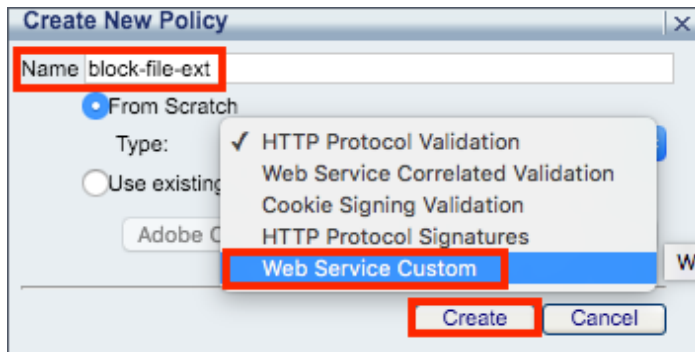 Create New Policy
Name block-file-ext
From Scratch
Type:
✓ HTTP Protocol Validation
Web Service Correlated Validation
Use existing
Cookie Signing Validation
Adobe
HTTP Protocol Signatures
Web Service Custom
Create Cancel